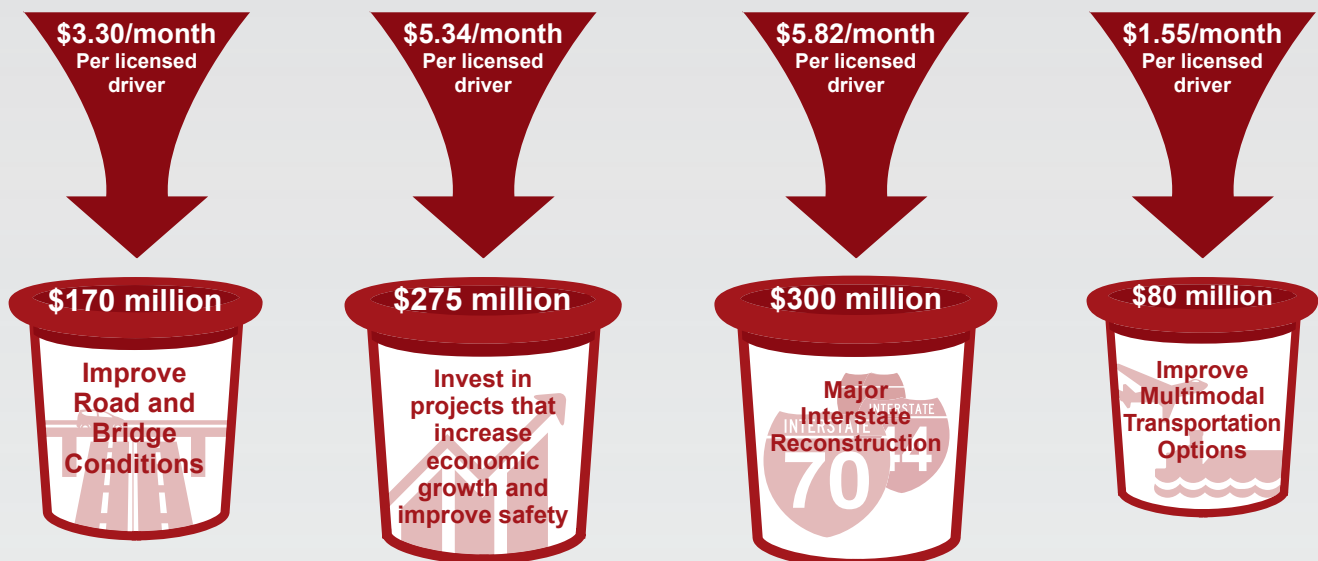 $3.30/month
Per licensed
driver
$5.34/month
Per licensed
driver
$5.82/month
Per licensed
driver
$1.55/month
Per licensed
driver
$170 million
Improve
Road and
Bridge
Conditions
$275 million
Invest in
projects that
increase
economic
growth and
improve safety
$300 million
Major
Interstate
Reconstruction
INTERSTATE
70
INTERSTATE
44
$80 million
Improve
Multimodal
Transportation
Options